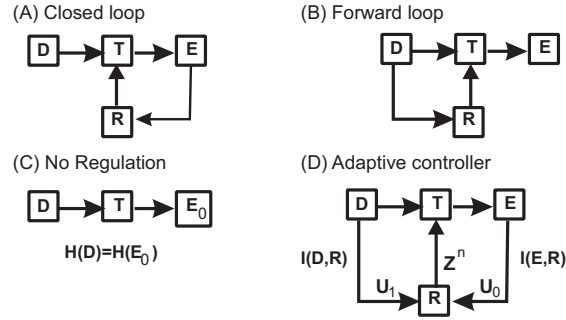 (A) Closed loop
D T E
R
(B) Forward loop
D T E
R
(C) No Regulation
D T E₀
H(D)=H(E₀)
(D) Adaptive controller
D T E
I(D,R) Zⁿ I(E,R)
U₁ R U₀